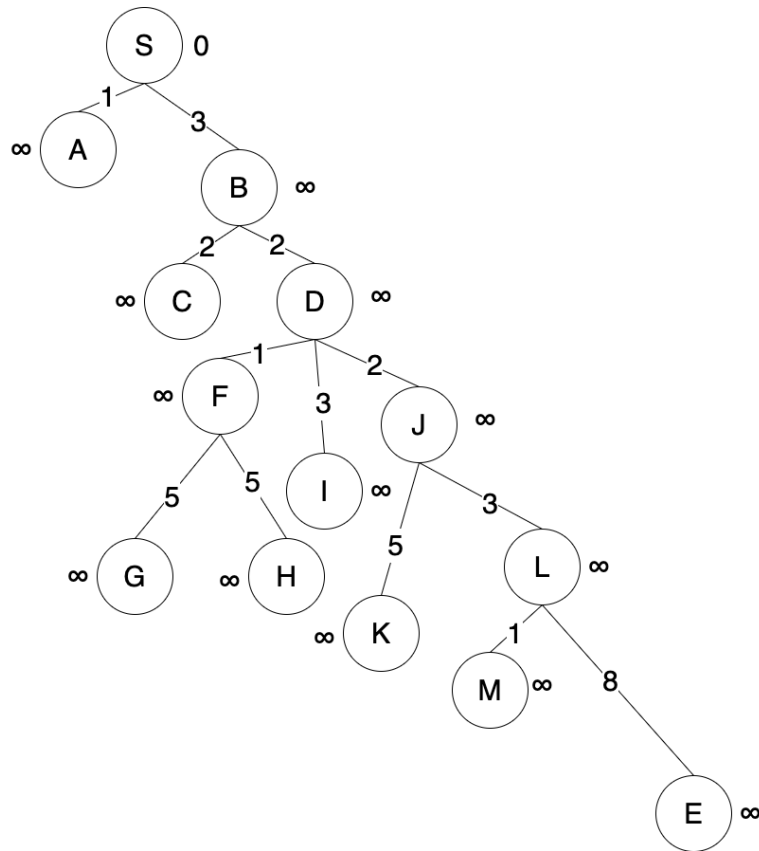 S 0
1
3
∞ A
B ∞
2 2
∞ C D ∞
1
2
∞ F 3 J ∞
5 5
I ∞
3
5
∞ G ∞ H L ∞
∞ K
1
M ∞ 8
E ∞